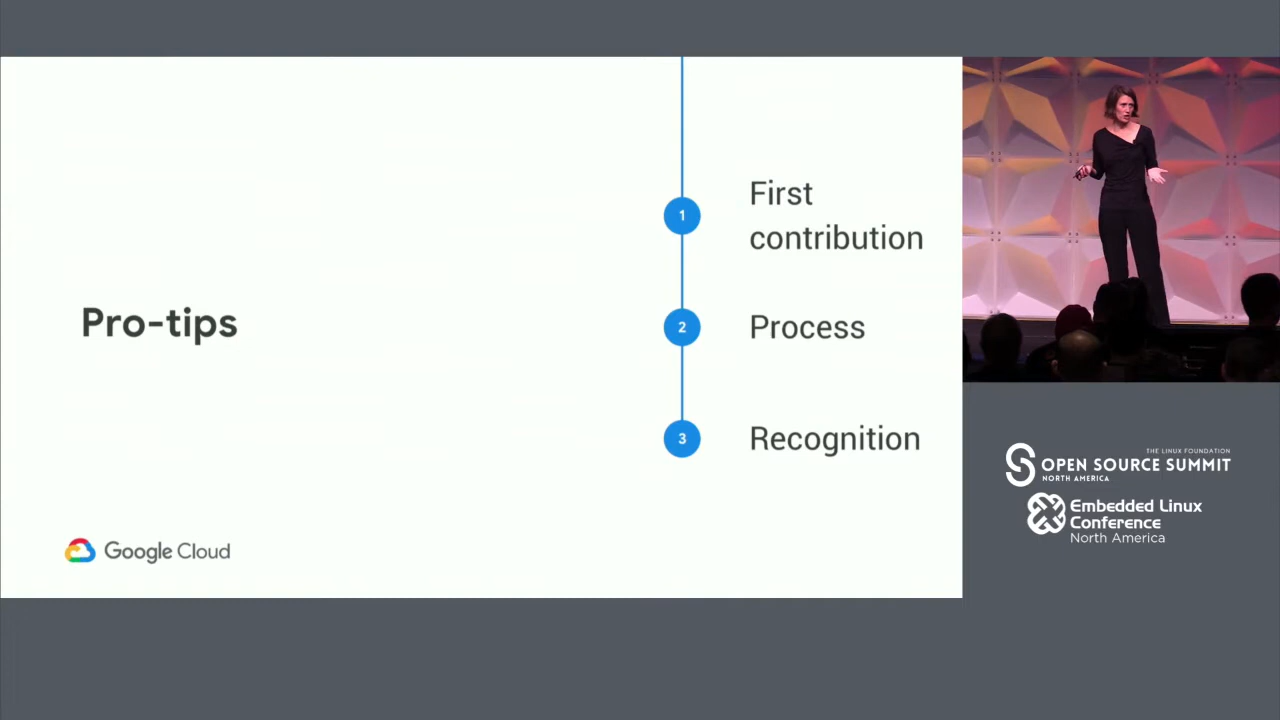 Pro-tips
1
First
contribution
2
Process
3
Recognition
Google Cloud
THE LINUX FOUNDATION
OPEN SOURCE SUMMIT
NORTH AMERICA
Embedded Linux
Conference
North America